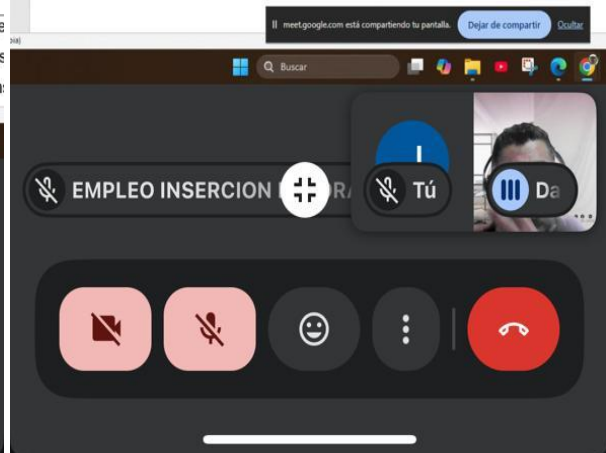 meet.google.com está compartiendo tu pantalla. Dejar de compartir Ocultar
Buscar
EMPLEO INSERCION
Tú
Da